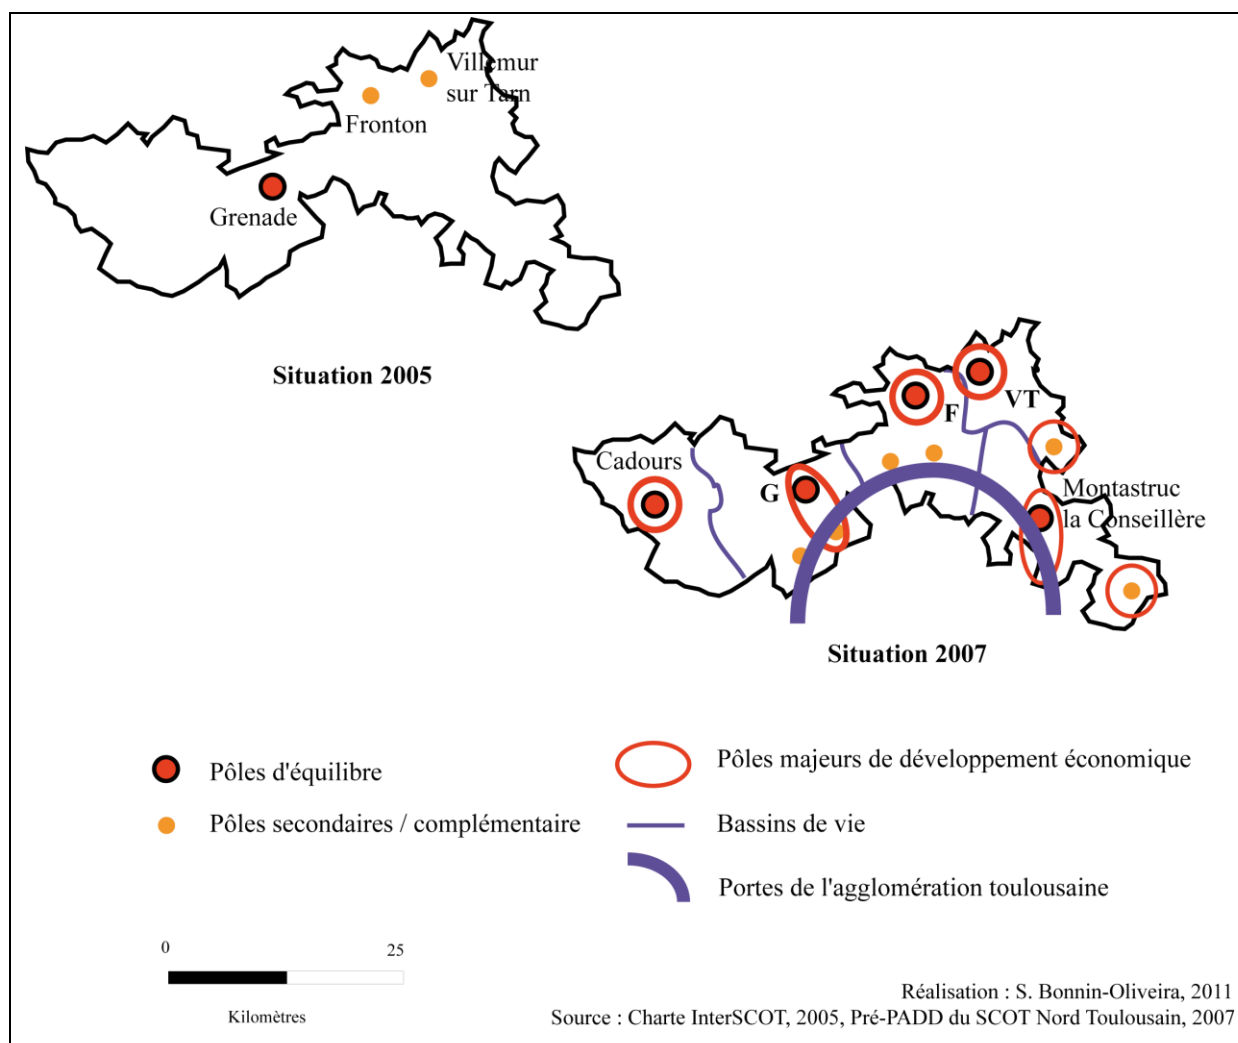 Villemur
sur Tarn
Fronton
Grenade
Situation 2005
VT
F
Cadours
G
Montastruc
la Conseillère
Situation 2007
Pôles d'équilibre
Pôles secondaires / complémentaire
Pôles majeurs de développement économique
Bassins de vie
Portes de l'agglomération toulousaine
0 25
Kilomètres
Réalisation : S. Bonnin-Oliveira, 2011
Source : Charte InterSCOT, 2005, Pré-PADD du SCOT Nord Toulousain, 2007